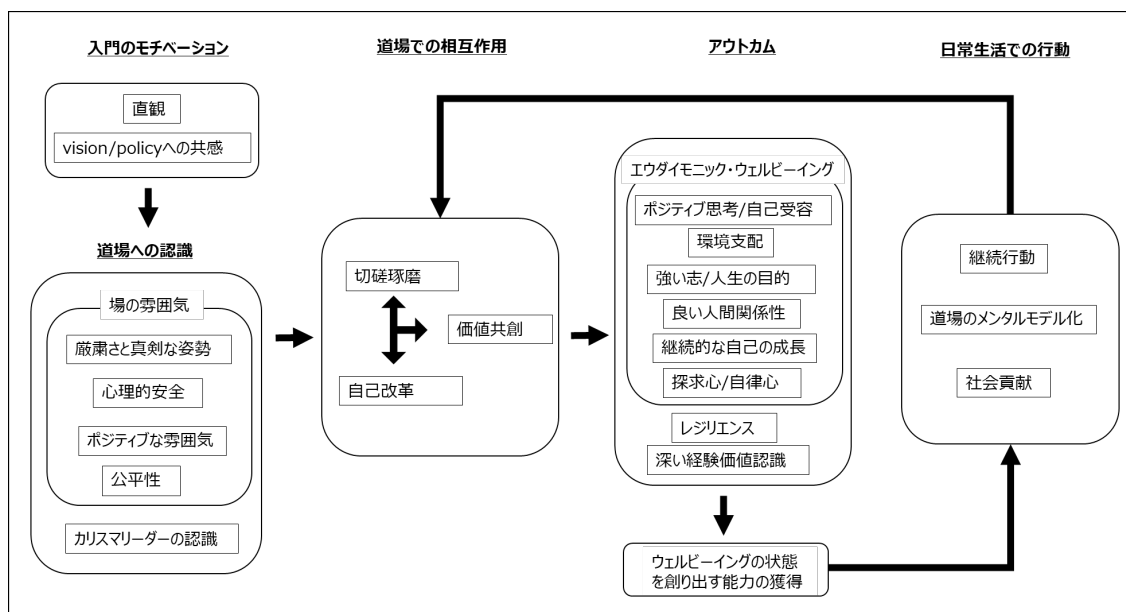 入門のモチベーション
直観
vision/policyへの共感
道場への認識
場の雰囲気
厳粛さと真剣な姿勢
心理的安全
ポジティブな雰囲気
公平性
カリスマリーダーの認識
道場での相互作用
切磋琢磨
価値共創
自己改革
アウトカム
エウダイモニック・ウェルビーイング
ポジティブ思考/自己受容
環境支配
強い志/人生の目的
良い人間関係性
継続的な自己の成長
探求心/自律心
レジリエンス
深い経験価値認識
ウェルビーイングの状態
を創り出す能力の獲得
日常生活での行動
継続行動
道場のメンタルモデル化
社会貢献